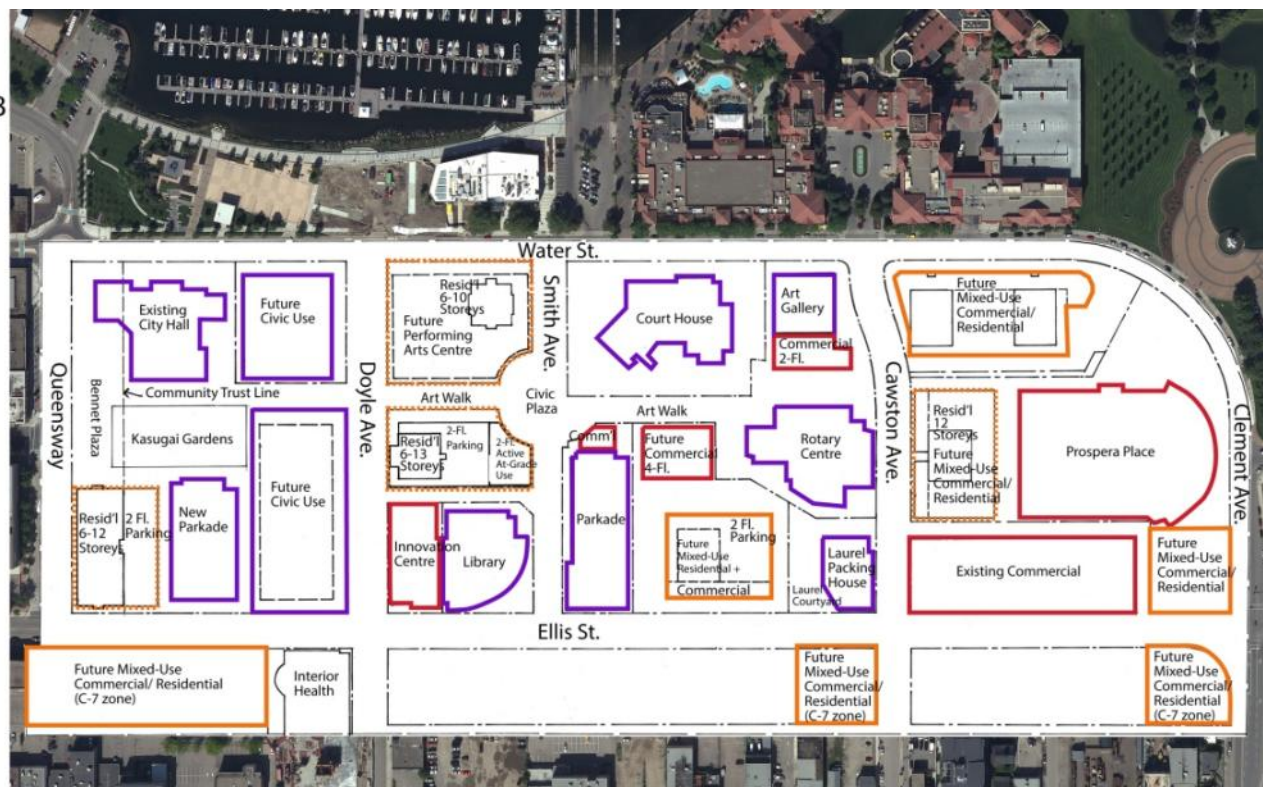 3
Water St.
Existing
City Hall
Future
Civic Use
Resid'l
6-10
Storeys
Future
Performing
Arts Centre
Smith Ave.
Court House
Art
Gallery
Commercial
2-Fl.
Future
Mixed-Use
Commercial/
Residential
Queensway
Bennet Plaza
Community Trust Line
Kasugai Gardens
Doyle Ave.
Art Walk
Civic
Plaza
Art Walk
Cawston Ave.
Clement Ave.
Resid'l
6-12
Storeys
2 Fl.
Parking
New
Parkade
Future
Civic Use
Resid'l
6-13
Storeys
2-Fl.
Parking
2-Fl.
Active
At-Grade
Use
Comm'l
Future
Commercial
4-Fl.
Rotary
Centre
Resid'l
12
Storeys
Future
Mixed-Use
Commercial/
Residential
Prospera Place
Innovation
Centre
Library
Parkade
2 Fl.
Parking
Future
Mixed-Use
Residential +
Commercial
Laurel
Packing
House
Laurel
Courtyard
Existing Commercial
Future
Mixed-Use
Commercial/
Residential
Ellis St.
Future Mixed-Use
Commercial/ Residential
(C-7 zone)
Interior
Health
Future
Mixed-Use
Commercial/
Residential
(C-7 zone)
Future
Mixed-Use
Commercial/
Residential
(C-7 zone)